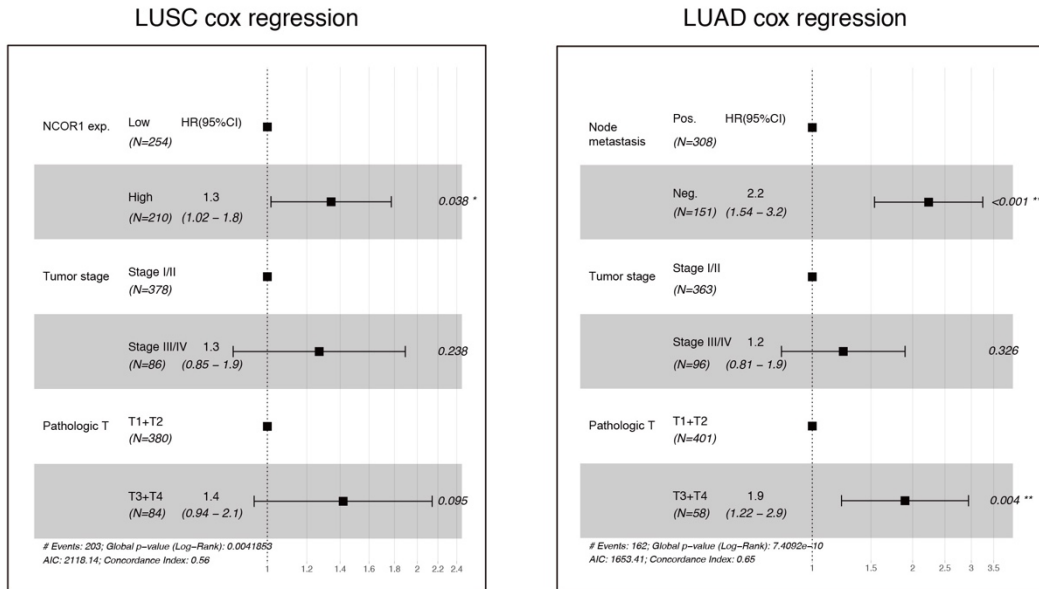 LUSC cox regression
NCOR1 exp. Low HR(95%CI)
(N=254)
High 1.3 0.038 *
(N=210) (1.02 – 1.8)
Tumor stage Stage I/II
(N=378)
Stage III/IV 1.3 0.238
(N=86) (0.85 – 1.9)
Pathologic T T1+T2
(N=380)
T3+T4 1.4 0.095
(N=84) (0.94 – 2.1)
# Events: 203; Global p-value (Log-Rank): 0.0041853
AIC: 2118.14; Concordance Index: 0.56
1 1.2 1.4 1.6 1.8 2 2.2 2.4
LUAD cox regression
Node Pos. HR(95%CI)
metastasis (N=308)
Neg. 2.2 <0.001 **
(N=151) (1.54 – 3.2)
Tumor stage Stage I/II
(N=363)
Stage III/IV 1.2 0.326
(N=96) (0.81 – 1.9)
Pathologic T T1+T2
(N=401)
T3+T4 1.9 0.004 **
(N=58) (1.22 – 2.9)
# Events: 162; Global p-value (Log-Rank): 7.4092e-10
AIC: 1653.41; Concordance Index: 0.65
1 1.5 2 2.5 3 3.5